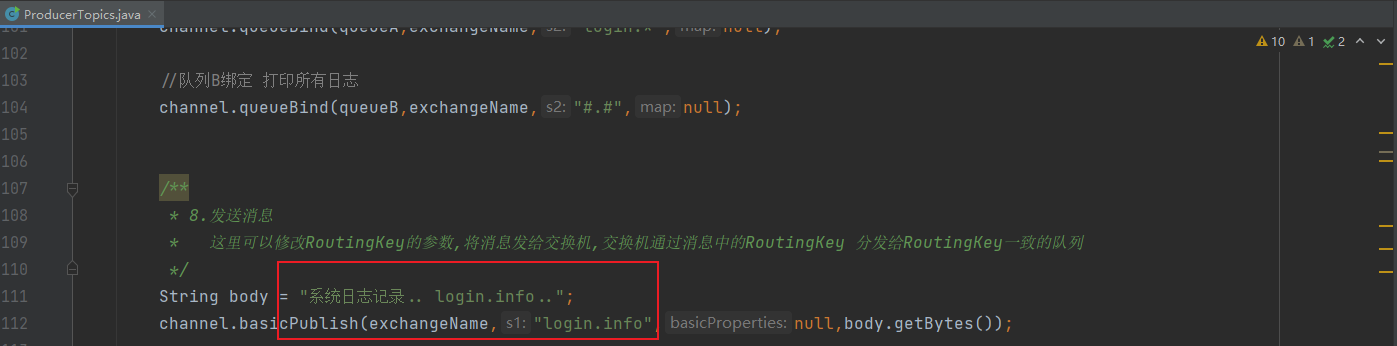 ProducerTopics.java
101 channel.queueBind(queueA,exchangeName, s2: "login.*", map: null);
10 1 2
102
103 //队列B绑定 打印所有日志
104 channel.queueBind(queueB,exchangeName, s2: "#.#", map: null);
105
106
107 /**
108 * 8.发送消息
109 * 这里可以修改RoutingKey的参数,将消息发给交换机,交换机通过消息中的RoutingKey 分发给RoutingKey一致的队列
110 */
111 String body = "系统日志记录.. login.info..";
112 channel.basicPublish(exchangeName, s1: "login.info", basicProperties: null,body.getBytes());